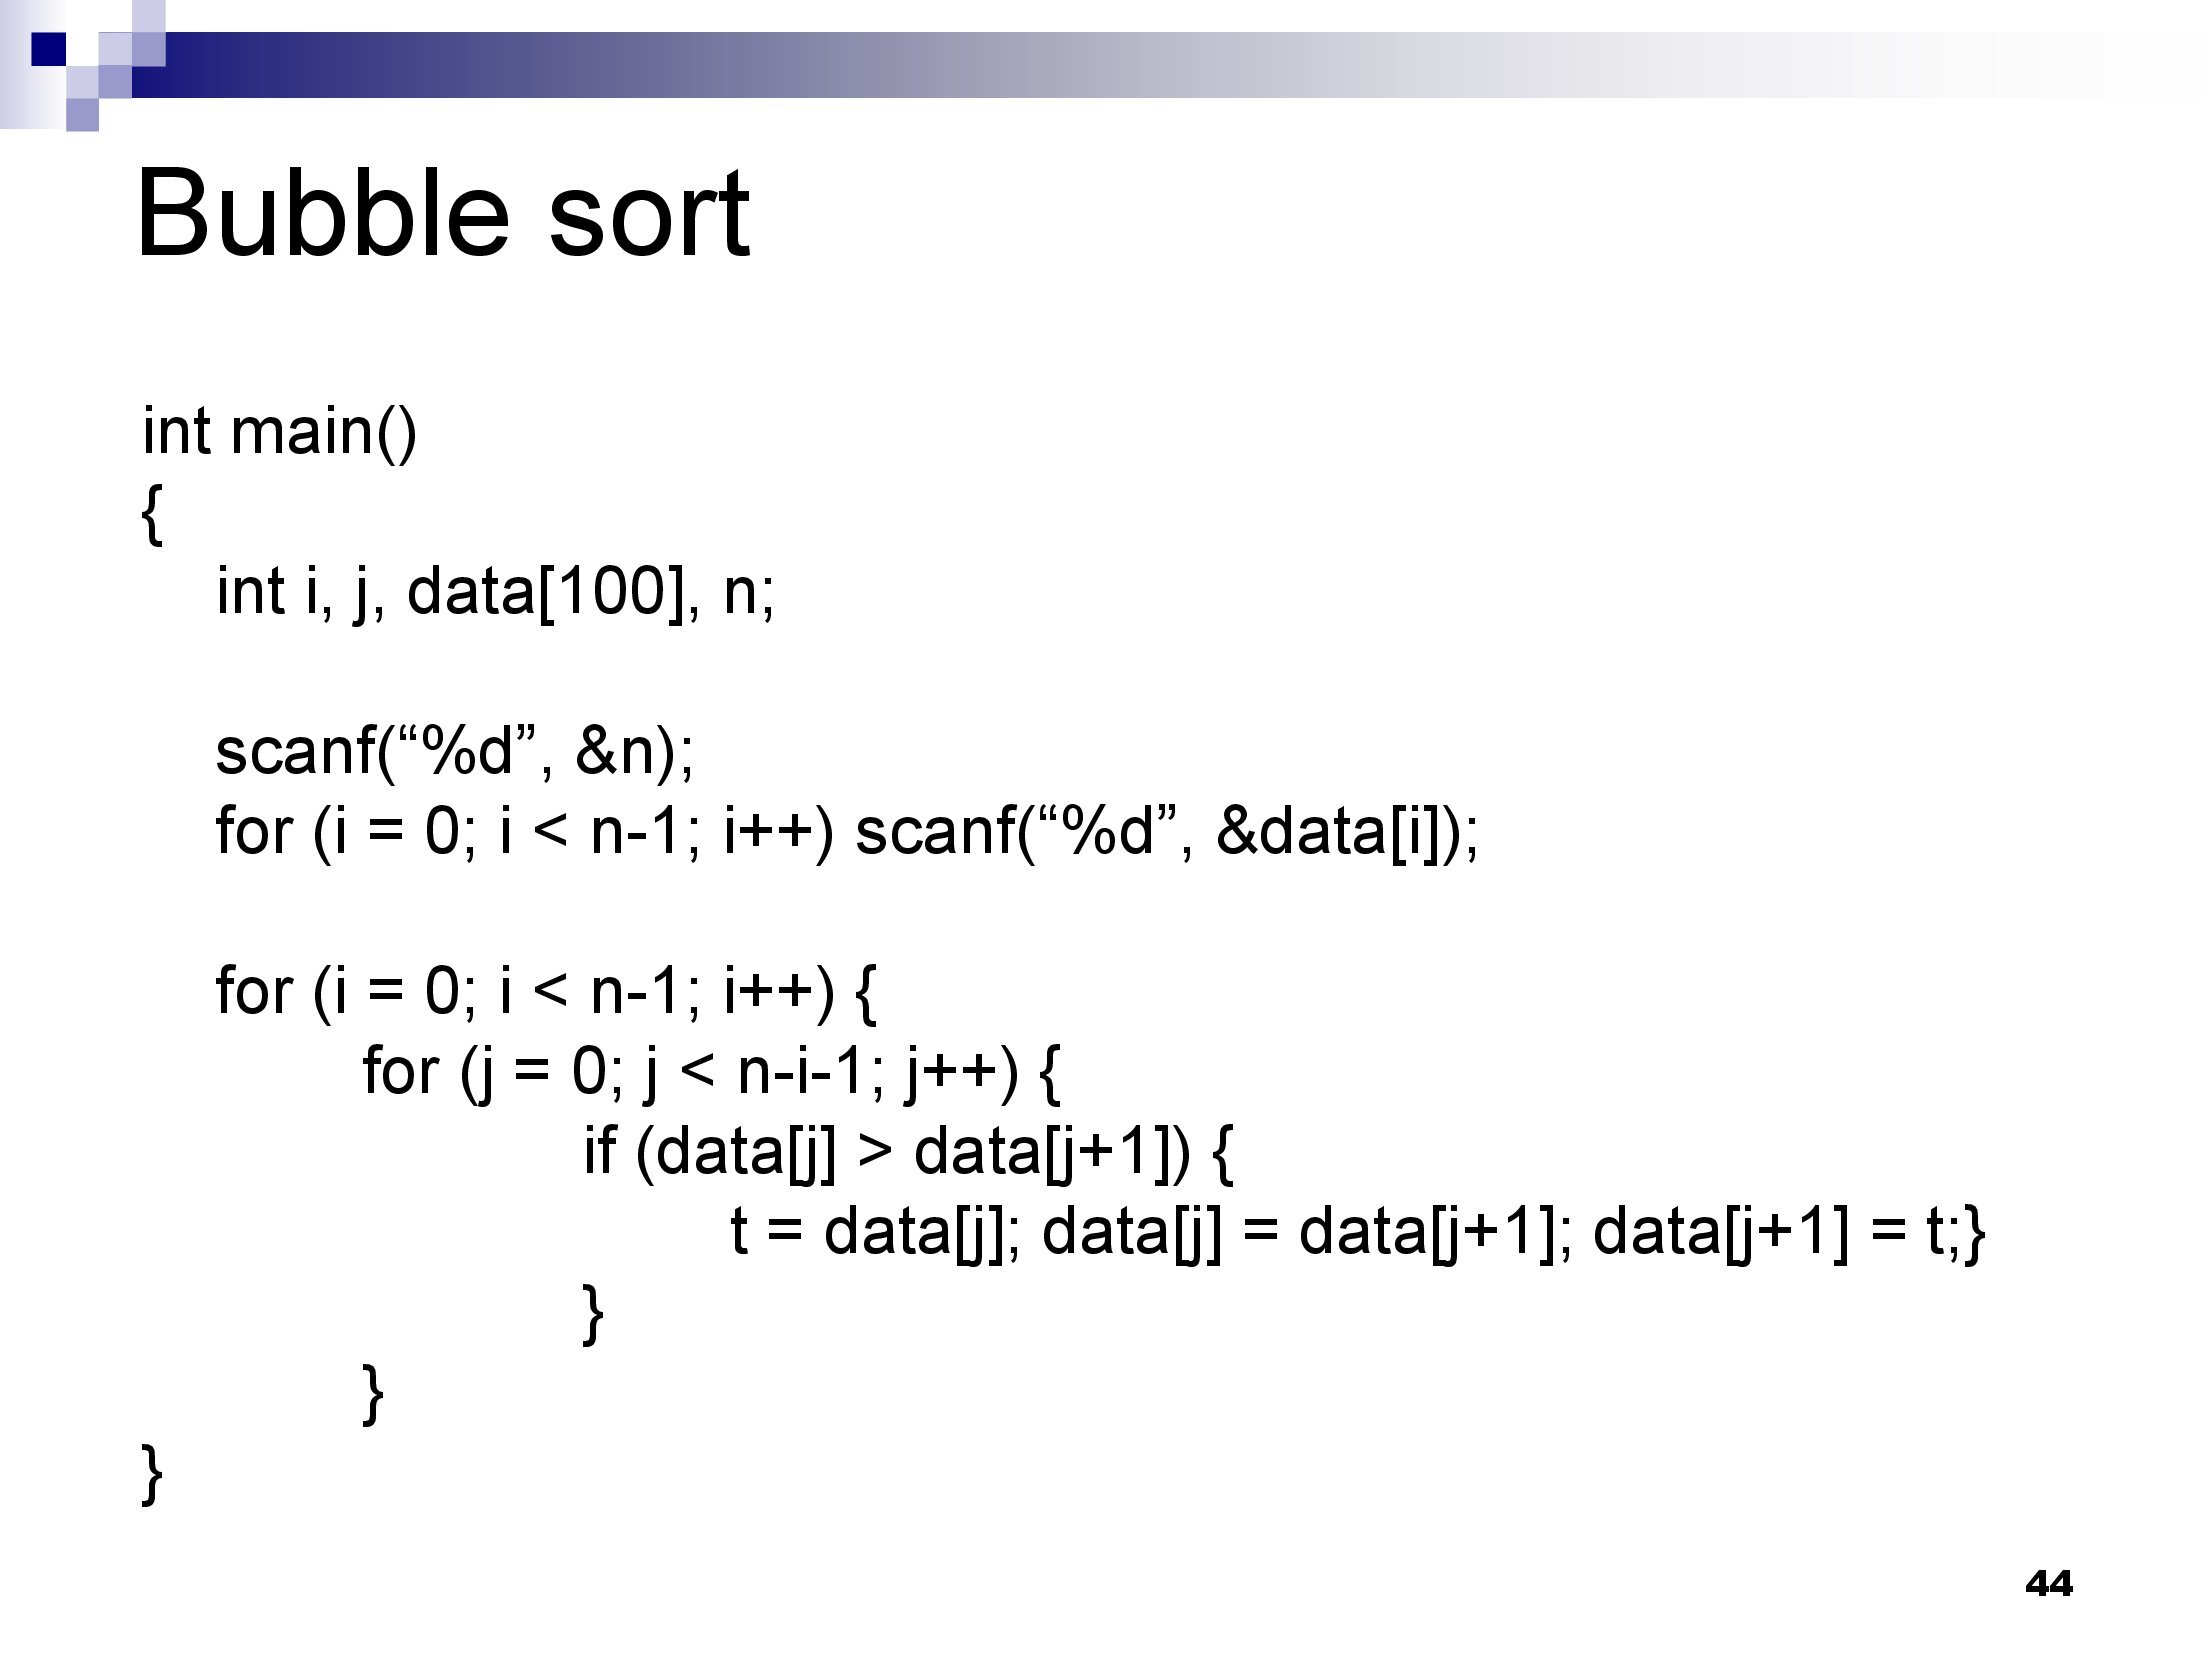 Bubble sort
int main()
{
int i, j, data[100], n;
scanf(“%d”, &n);
for (i = 0; i < n-1; i++) scanf(“%d”, &data[i]);
for (i = 0; i < n-1; i++) {
for (j = 0; j < n-i-1; j++) {
if (data[j] > data[j+1]) {
t = data[j]; data[j] = data[j+1]; data[j+1] = t;}
}
}
}
44